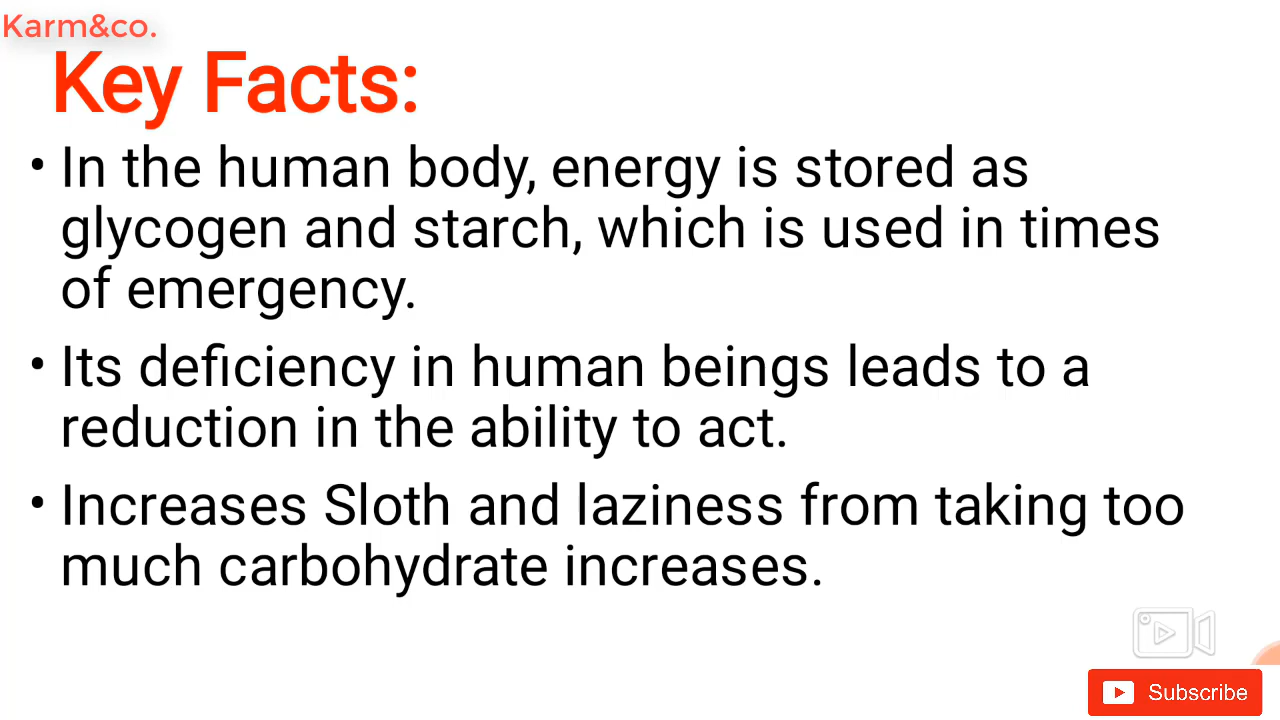 Karm&co.
Key Facts:
• In the human body, energy is stored as
glycogen and starch, which is used in times
of emergency.
• Its deficiency in human beings leads to a
reduction in the ability to act.
• Increases Sloth and laziness from taking too
much carbohydrate increases.
Subscribe